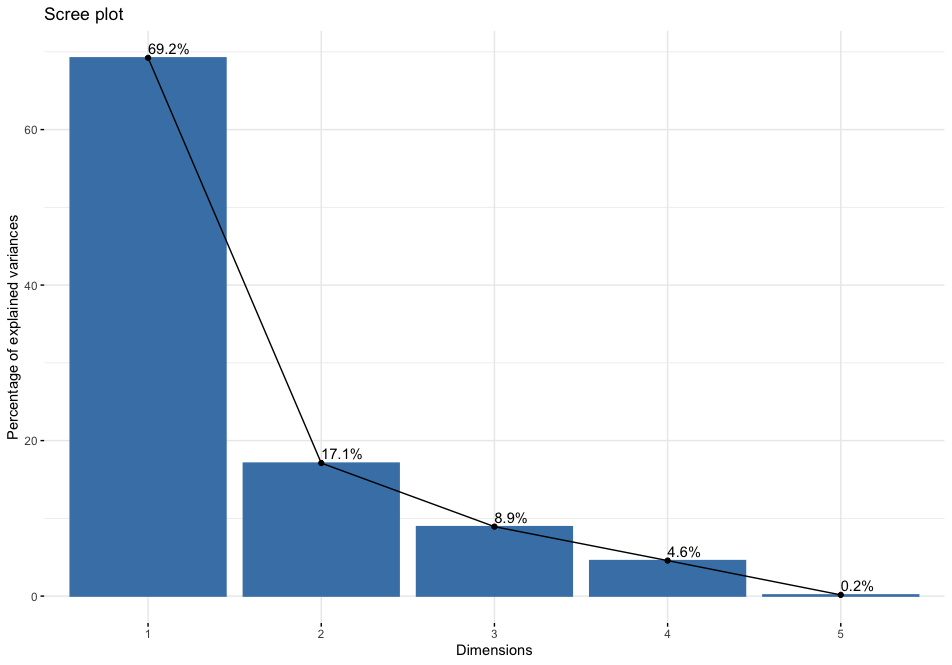 Scree plot
Percentage of explained variances
60
40
20
0
69.2%
17.1%
8.9%
4.6%
0.2%
1 2 3 4 5
Dimensions